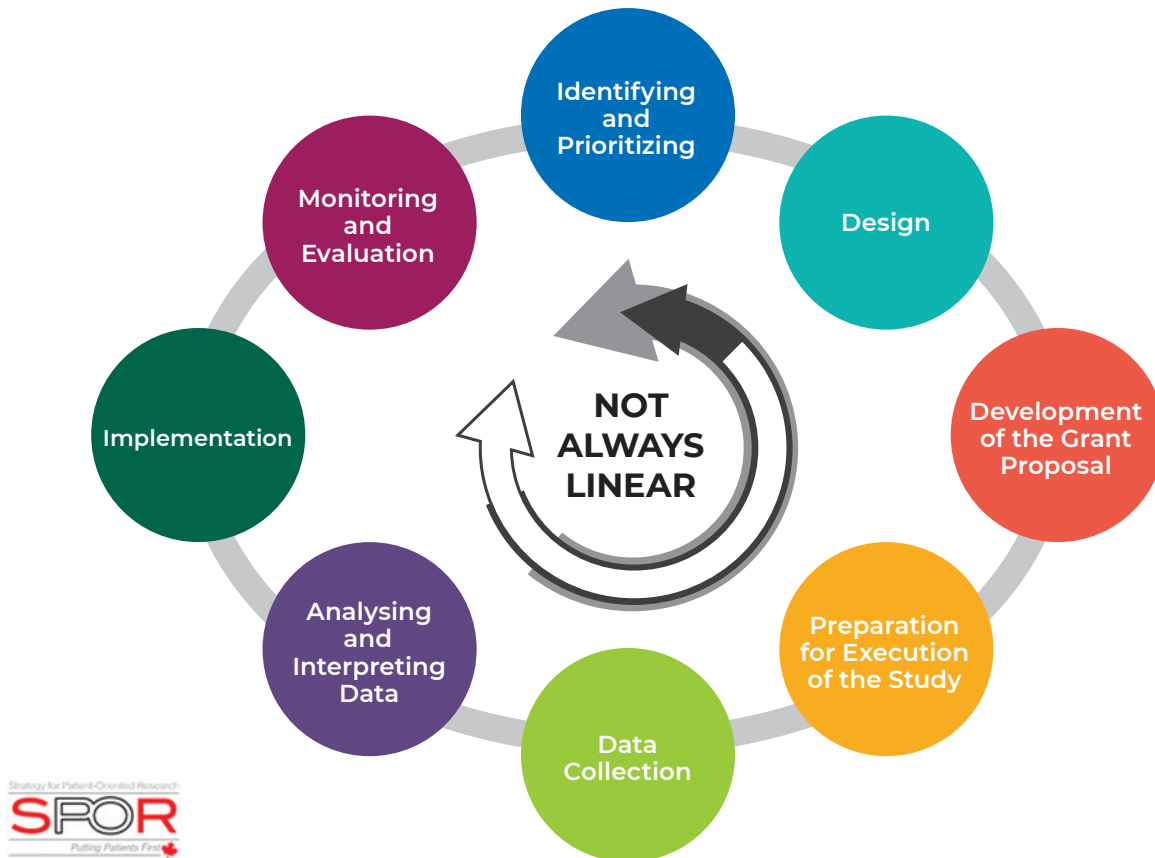 Identifying
and
Prioritizing
Design
Development
of the Grant
Proposal
Preparation
for Execution
of the Study
Data
Collection
Analysing
and
Interpreting
Data
Implementation
Monitoring
and
Evaluation
NOT
ALWAYS
LINEAR
Strategy for Patient-Oriented Research
SPOR
Putting Patients First